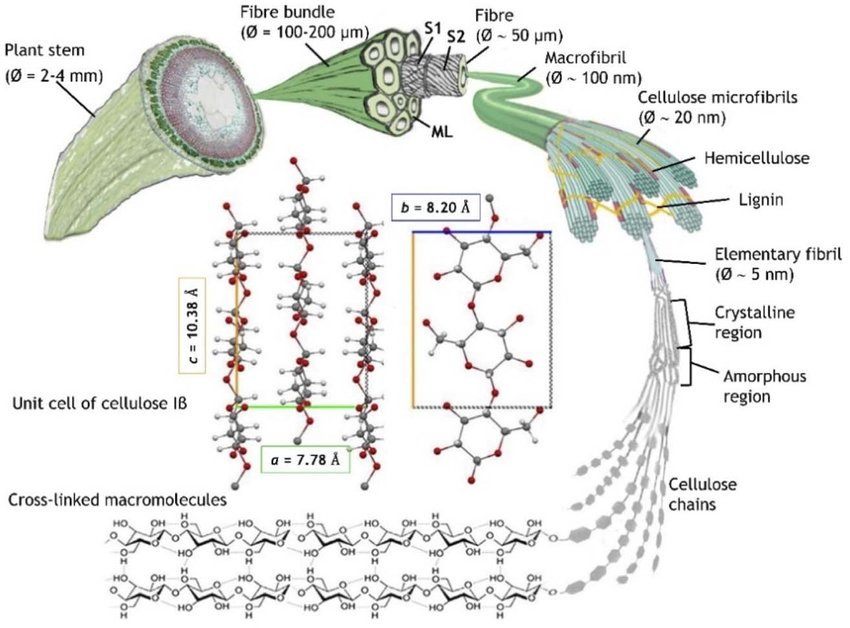 Plant stem
(Ø = 2-4 mm)
Fibre bundle
(Ø = 100-200 µm)
S1
S2
Fibre
(Ø ~ 50 µm)
Macrofibril
(Ø ~ 100 nm)
Cellulose microfibrils
(Ø ~ 20 nm)
ML
Hemicellulose
Lignin
Elementary fibril
(Ø ~ 5 nm)
Crystalline
region
Amorphous
region
b = 8.20 Å
c = 10.38 Å
Unit cell of cellulose Iß
a = 7.78 Å
Cellulose
chains
Cross-linked macromolecules